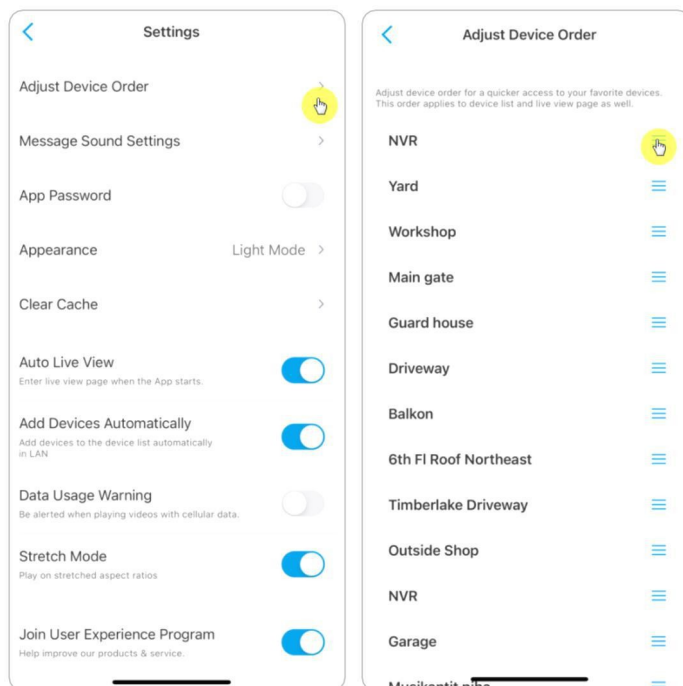 Settings
Adjust Device Order
Message Sound Settings
App Password
Appearance
Light Mode
Clear Cache
Auto Live View
Enter live view page when the App starts.
Add Devices Automatically
Add devices to the device list automatically
in LAN
Data Usage Warning
Be alerted when playing videos with cellular data.
Stretch Mode
Play on stretched aspect ratios
Join User Experience Program
Help improve our products & service.
Adjust Device Order
Adjust device order for a quicker access to your favorite devices.
This order applies to device list and live view page as well.
NVR
Yard
Workshop
Main gate
Guard house
Driveway
Balkon
6th Fl Roof Northeast
Timberlake Driveway
Outside Shop
NVR
Garage